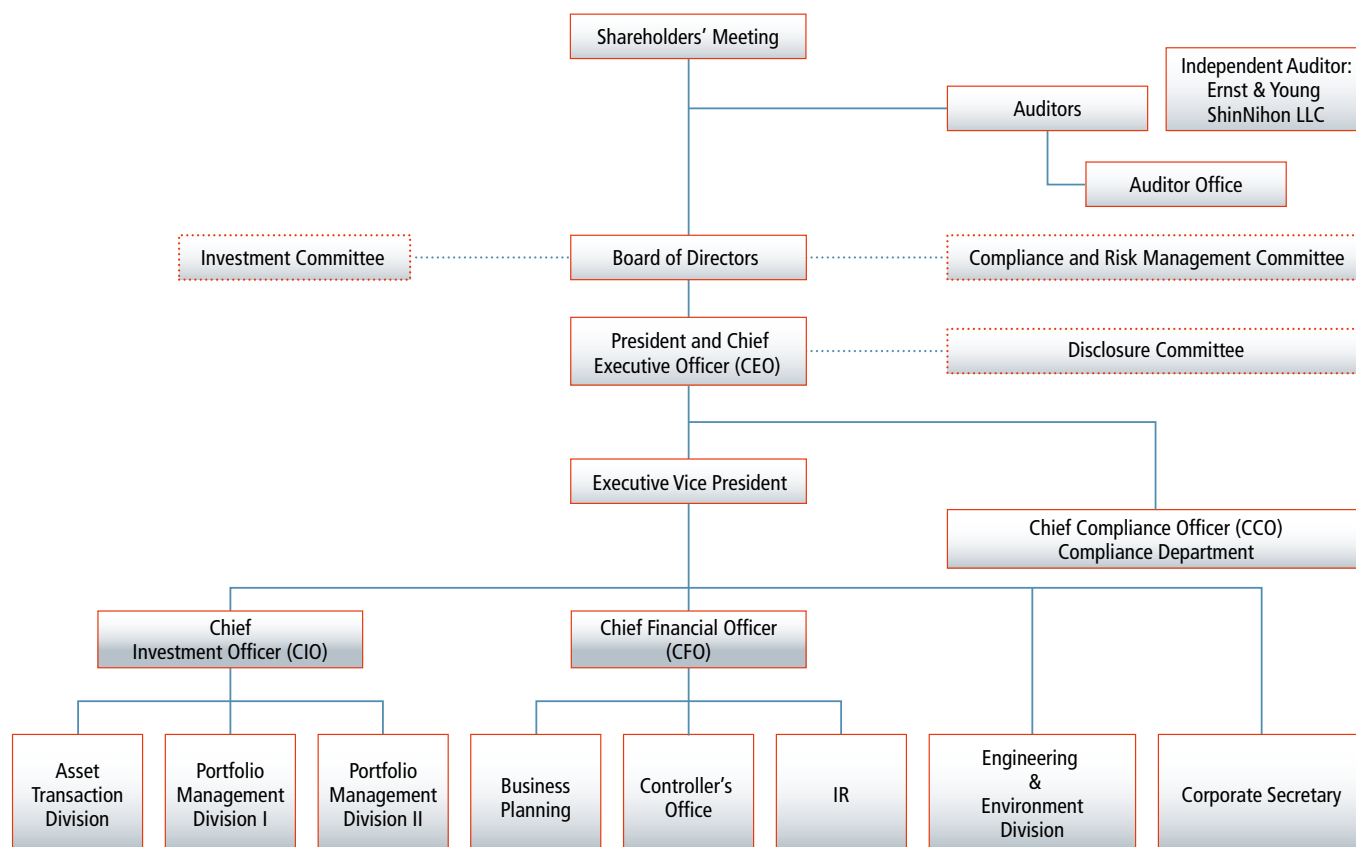 Shareholders’ Meeting
Independent Auditor:
Ernst & Young
ShinNihon LLC
Auditors
Auditor Office
Investment Committee
Board of Directors
Compliance and Risk Management Committee
President and Chief
Executive Officer (CEO)
Disclosure Committee
Executive Vice President
Chief Compliance Officer (CCO)
Compliance Department
Chief
Investment Officer (CIO)
Chief Financial Officer
(CFO)
Asset
Transaction
Division
Portfolio
Management
Division I
Portfolio
Management
Division II
Business
Planning
Controller’s
Office
IR
Engineering
&
Environment
Division
Corporate Secretary